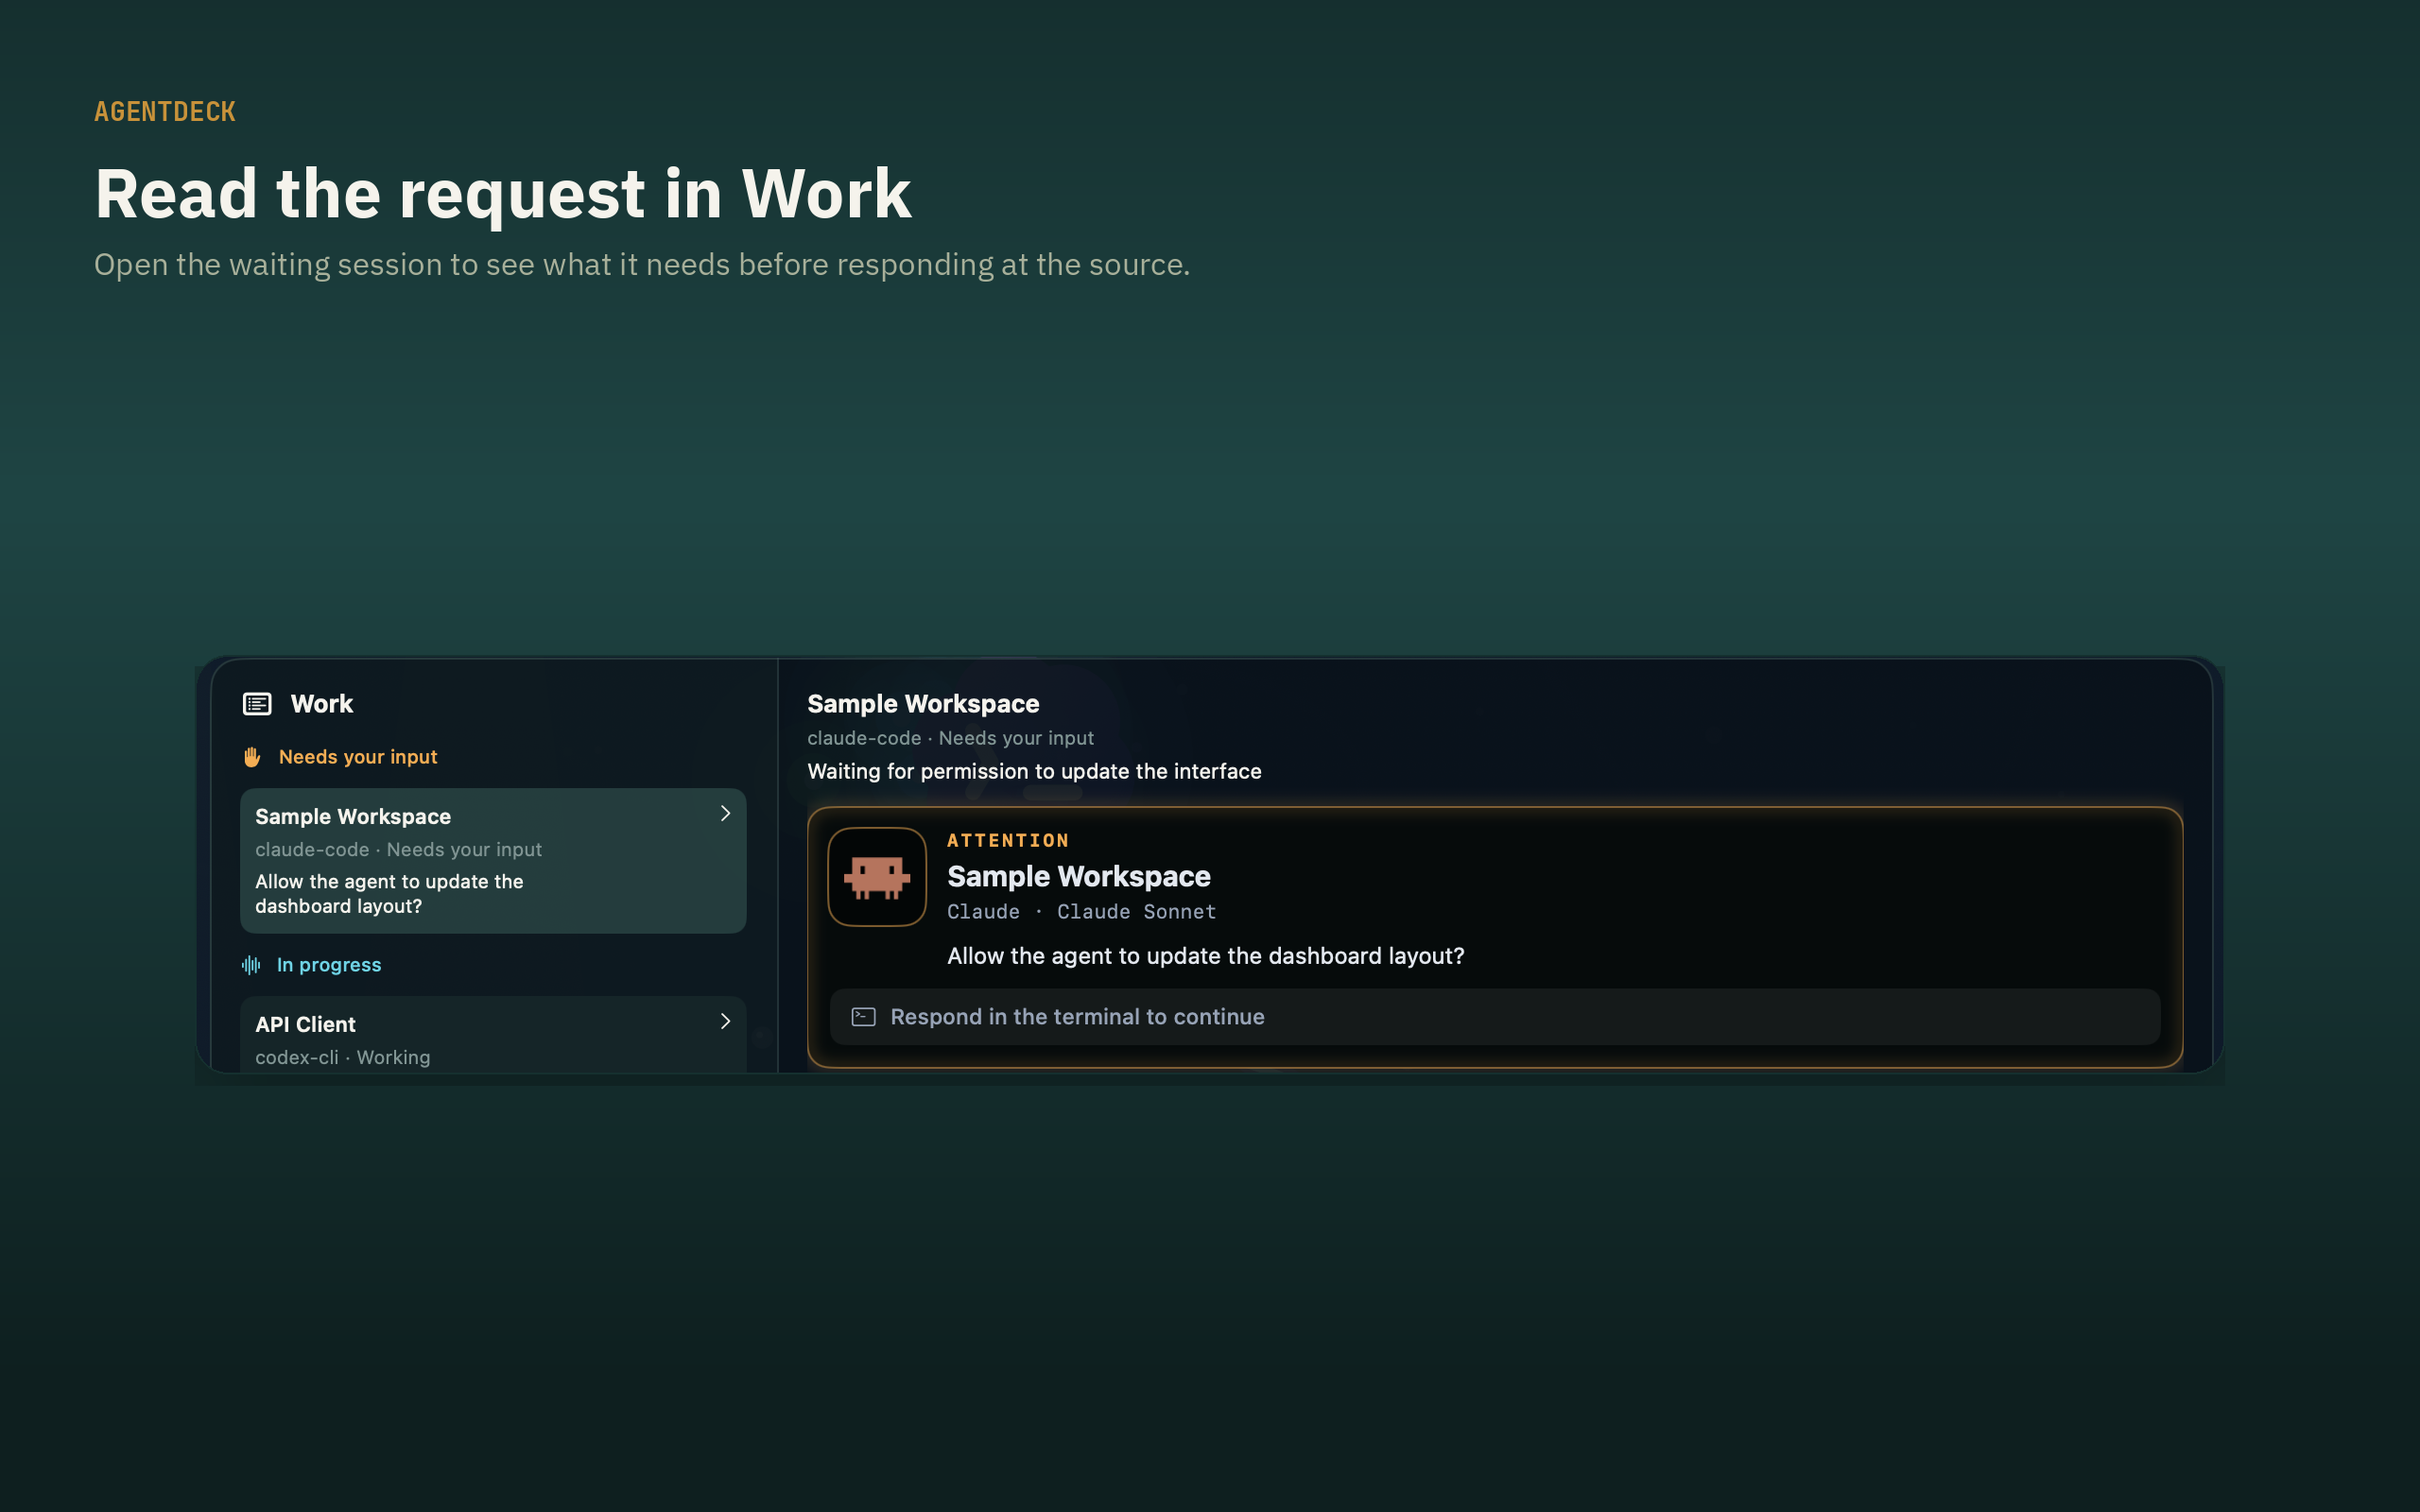 AGENTDECK
Read the request in Work
Open the waiting session to see what it needs before responding at the source.
Work
Needs your input
Sample Workspace
claude-code · Needs your input
Allow the agent to update the
dashboard layout?
In progress
API Client
codex-cli · Working
Sample Workspace
claude-code · Needs your input
Waiting for permission to update the interface
ATTENTION
Sample Workspace
Claude · Claude Sonnet
Allow the agent to update the dashboard layout?
Respond in the terminal to continue